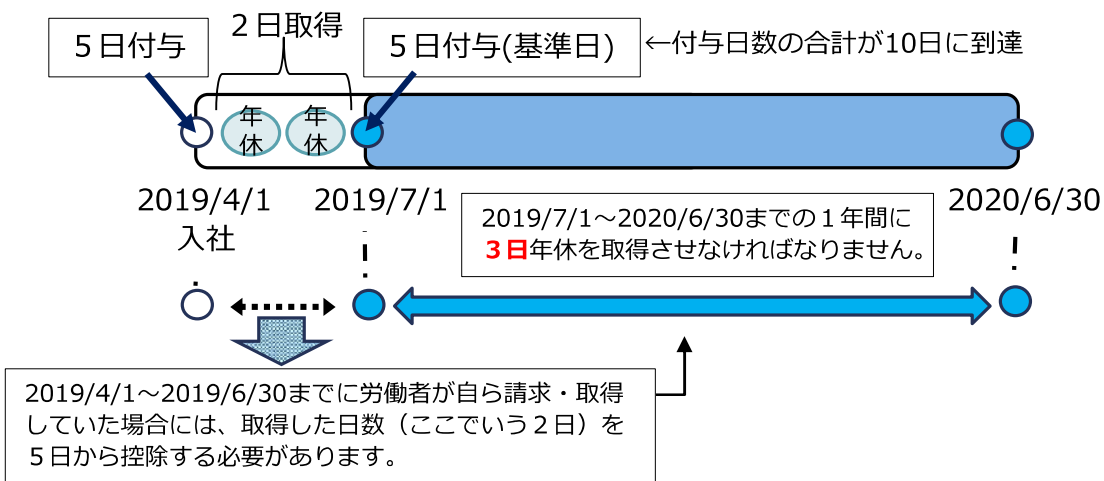 ２日取得
５日付与
５日付与(基準日)
←付与日数の合計が10日に到達
年休
年休
2019/4/1
入社
2019/7/1
2020/6/30
2019/7/1～2020/6/30までの１年間に
３日年休を取得させなければなりません。
2019/4/1～2019/6/30までに労働者が自ら請求・取得
していた場合には、取得した日数（ここでいう２日）を
５日から控除する必要があります。